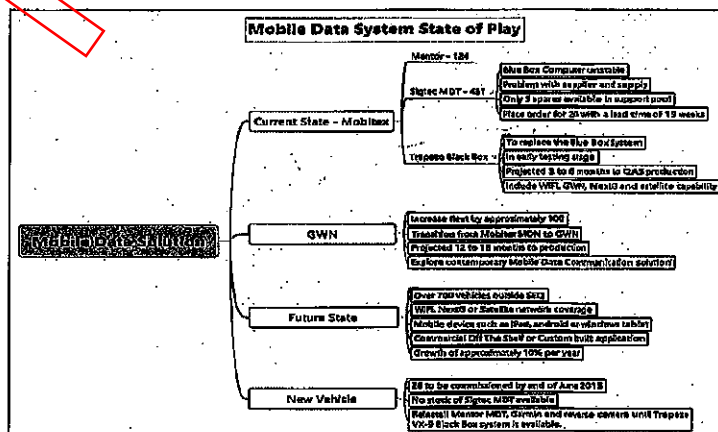 Mobile Data System State of Play
Mobile Data Solution
Current State - Mobitex
Mentor - 124
Sigtec MDT - 437
Blue Box Computer unstable
Problem with supplier and supply
Only 3 spares available in support pool
Place order for 20 with a lead time of 15 weeks
Trapeze Black Box
To replace the Blue Box System
In early testing stage
Projected 3 to 6 months to QAS production
Include WiFi, GWN, NextG and satellite capability
GWN
Increase fleet by approximately 100
Transition from Mobitex MDN to GWN
Projected 12 to 18 months to production
Explore contemporary Mobile Data Communication solution
Future State
Over 700 vehicles outside SEQ
WiFi, NextG or Satellite network coverage
Mobile device such as iPad, android or windows tablet
Commercial Off The Shelf or Custom built application
Growth of approximately 10% per year
New Vehicle
28 to be commissioned by end of June 2013
No stock of Sigtec MDT available
Reinstall Mentor MDT, Garmin and reverse camera until Trapeze
VX-9 Black Box system is available.